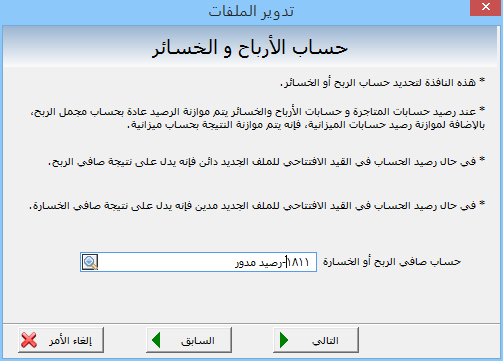 تدوير الملفات
حساب الأرباح و الخسائر
* هذه النافذة لتحديد حساب الربح أو الخسائر.
* عند رصيد حسابات المتاجرة و حسابات الأرباح والخسائر يتم موازنة الرصيد عادة بحساب مجمل الربح،
بالإضافة لموازنة رصيد حسابات الميزانية، فإنه يتم موازنة النتيجة بحساب ميزانية.
* في حال رصيد الحساب في القيد الافتتاحي للملف الجديد دائن فإنه يدل على نتيجة صافي الربح.
* في حال رصيد الحساب في القيد الافتتاحي للملف الجديد مدين فإنه يدل على نتيجة صافي الخسارة.
حساب صافي الربح أو الخسارة
١٨١١-رصيد مدور
التالي
السابق
إلغاء الأمر